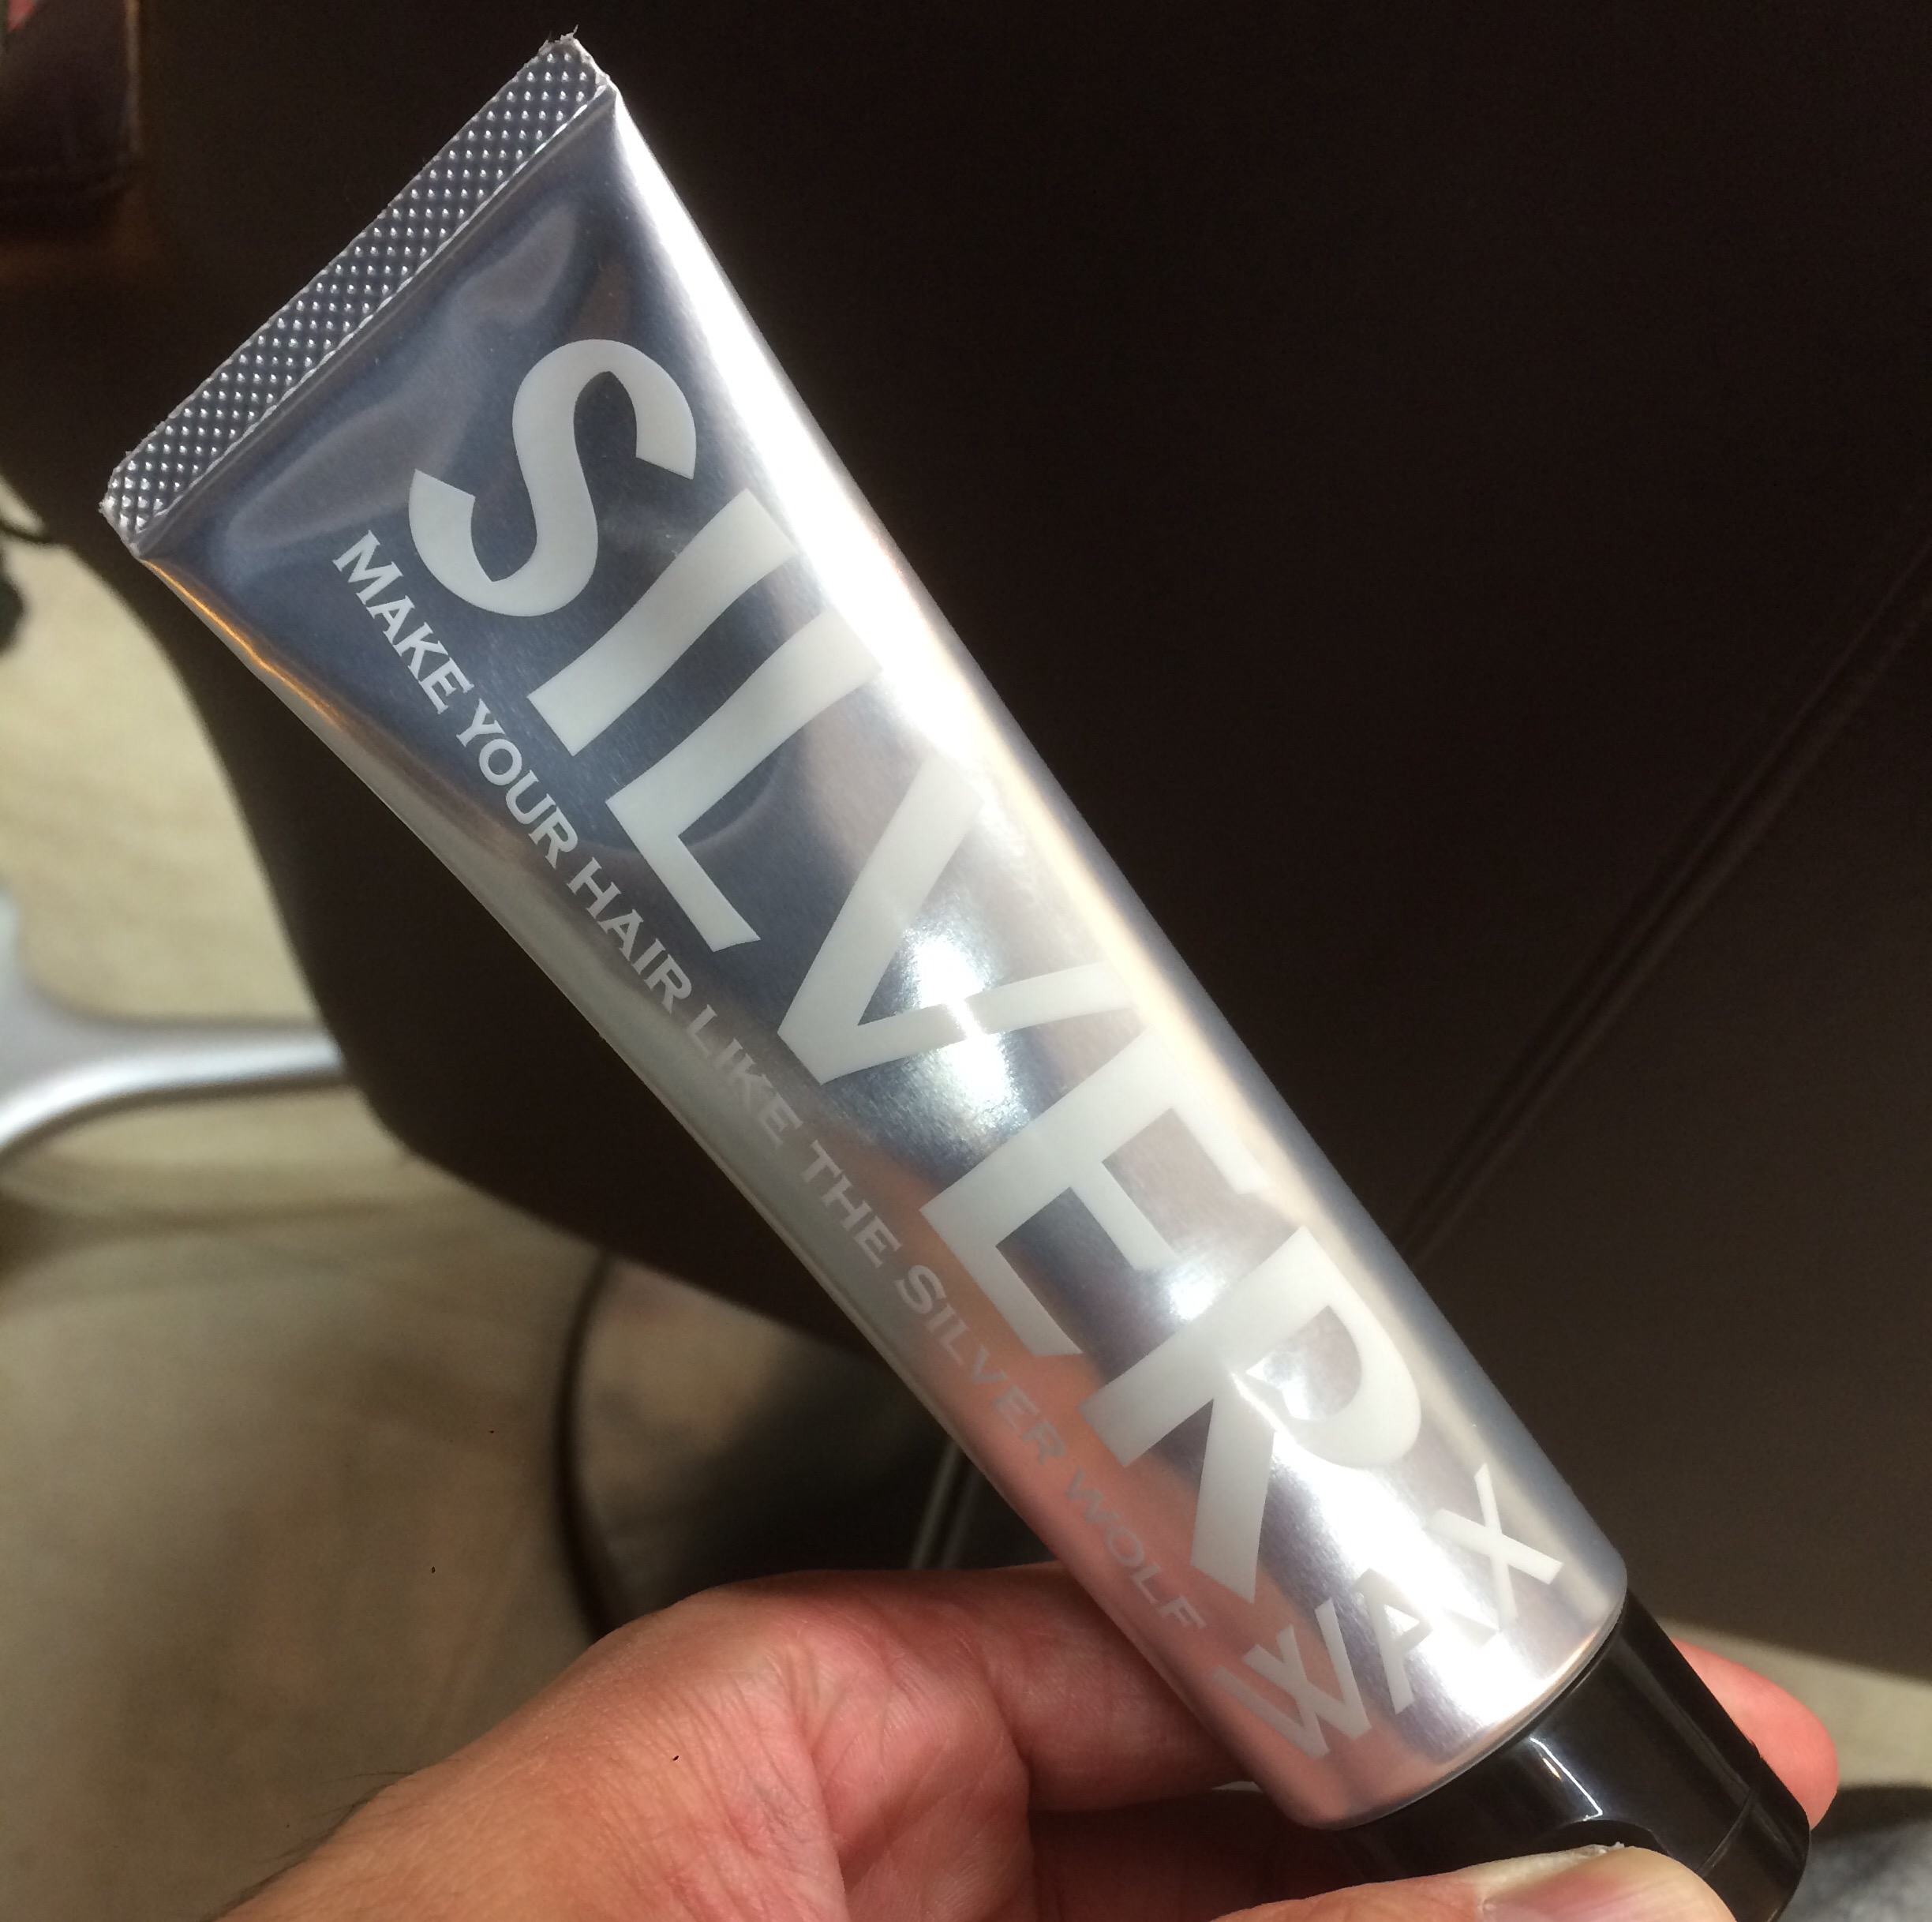 SILVER
WAX
MAKE YOUR HAIR LIKE THE SILVER WOLF